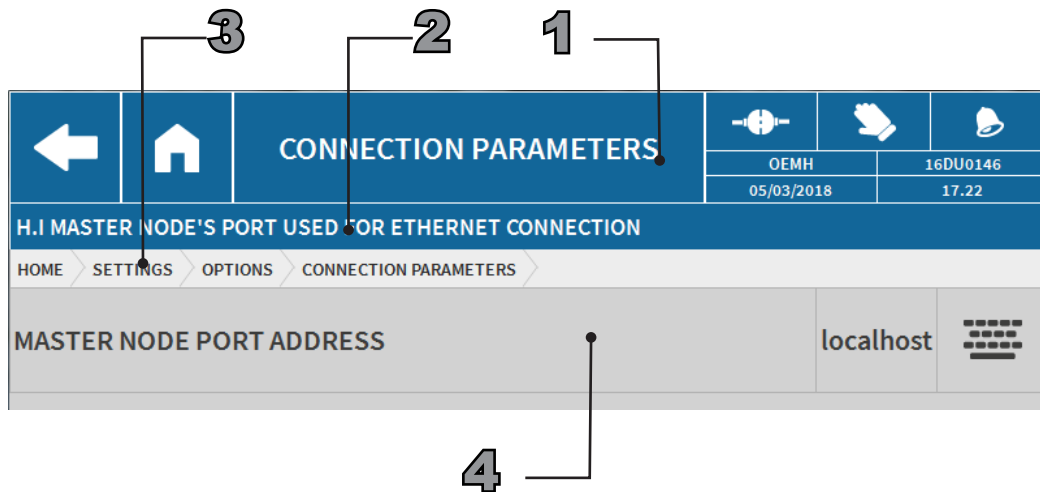 3 2 1
CONNECTION PARAMETERS
OEMH 16DU0146
05/03/2018 17.22
H.I MASTER NODE'S PORT USED FOR ETHERNET CONNECTION
HOME SETTINGS OPTIONS CONNECTION PARAMETERS
MASTER NODE PORT ADDRESS localhost
4